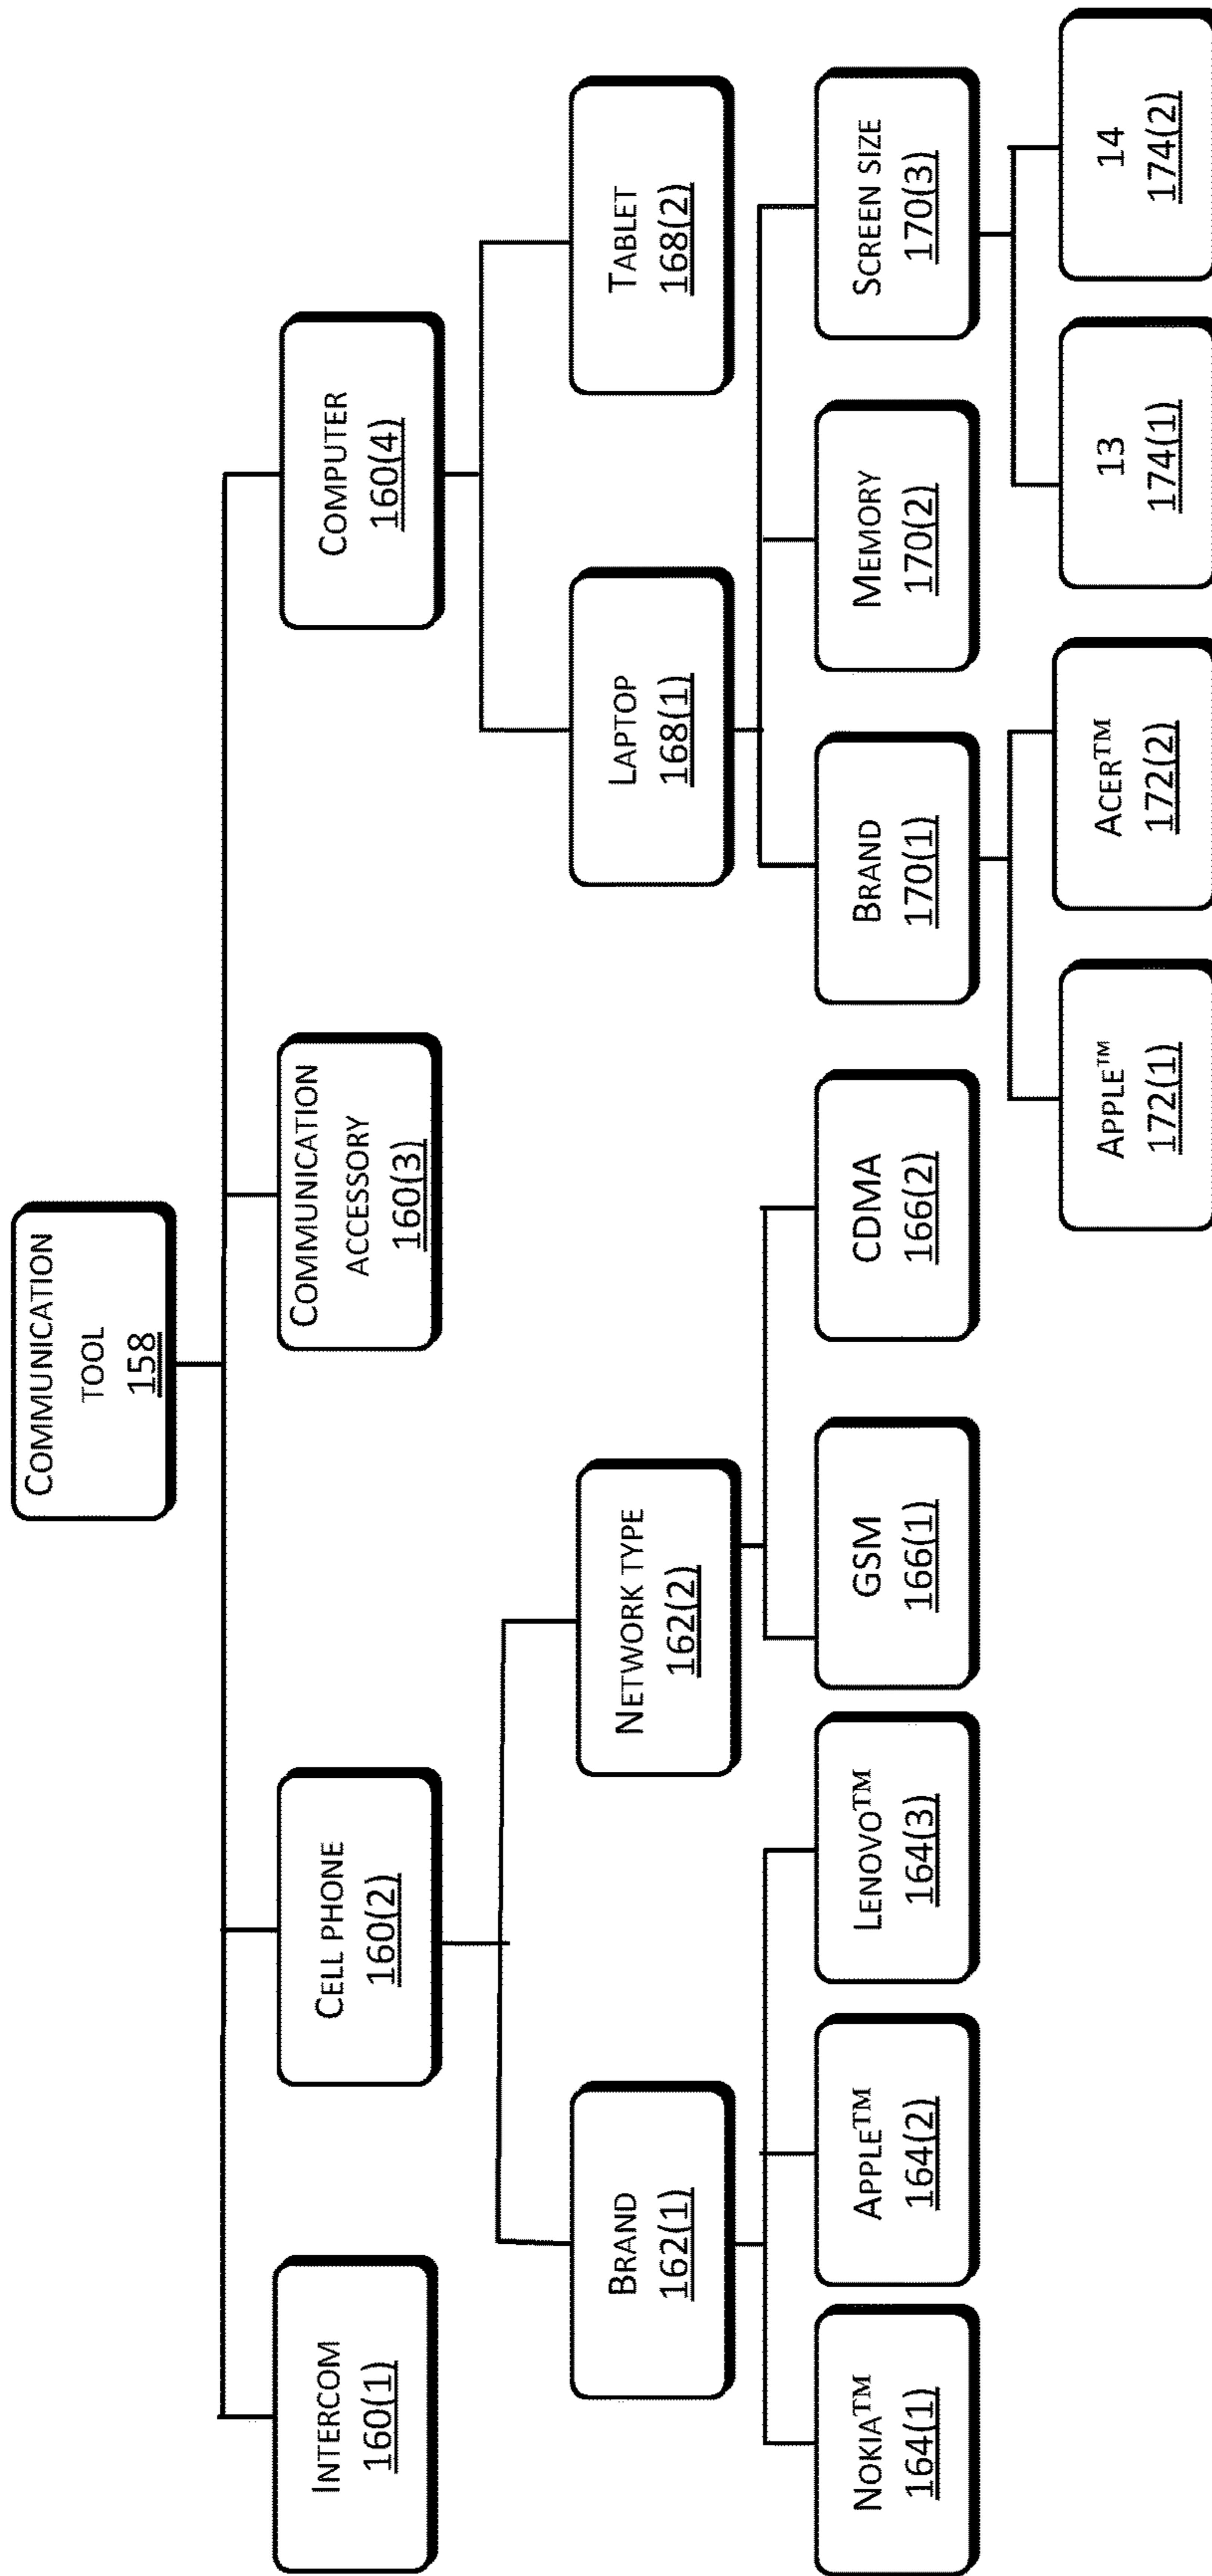 COMMUNICATION
TOOL
158
INTERCOM
160(1)
CELL PHONE
160(2)
COMMUNICATION
ACCESSORY
160(3)
COMPUTER
160(4)
BRAND
162(1)
NETWORK TYPE
162(2)
LAPTOP
168(1)
TABLET
168(2)
NOKIA™
164(1)
APPLE™
164(2)
LENOVO™
164(3)
GSM
166(1)
CDMA
166(2)
BRAND
170(1)
MEMORY
170(2)
SCREEN SIZE
170(3)
APPLE™
172(1)
ACER™
172(2)
13
174(1)
14
174(2)